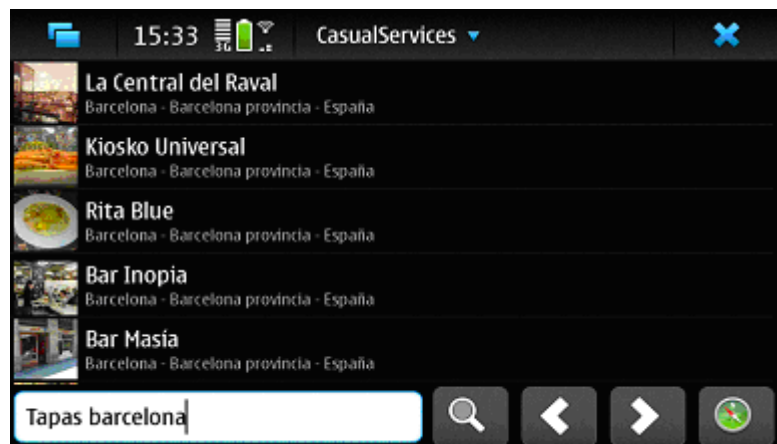 15:33 3G CasualServices
La Central del Raval
Barcelona - Barcelona provincia - España
Kiosko Universal
Barcelona - Barcelona provincia - España
Rita Blue
Barcelona - Barcelona provincia - España
Bar Inopia
Barcelona - Barcelona provincia - España
Bar Masía
Barcelona - Barcelona provincia - España
Tapas barcelona